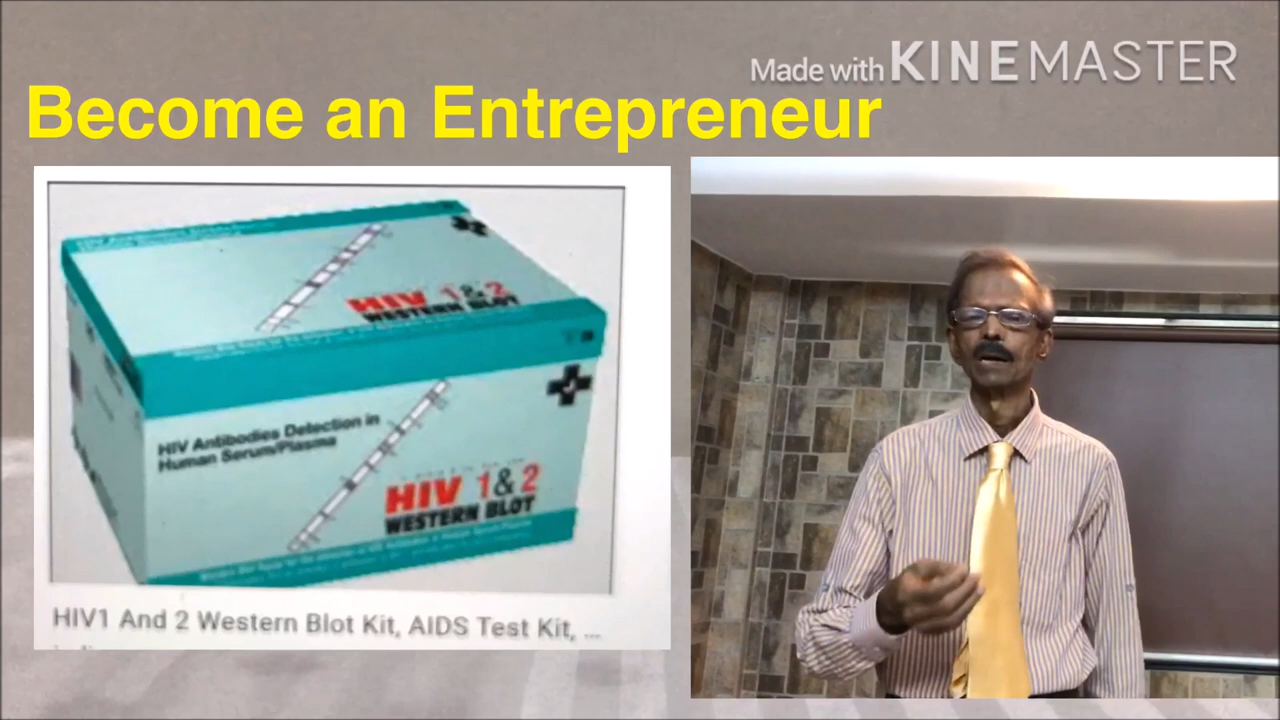 Made with KINEMASTER
Become an Entrepreneur
HIV 1 & 2
WESTERN BLOT
HIV Antibodies Detection in
Human Serum/Plasma
HIV 1 & 2
WESTERN BLOT
HIV1 And 2 Western Blot Kit, AIDS Test Kit, ...